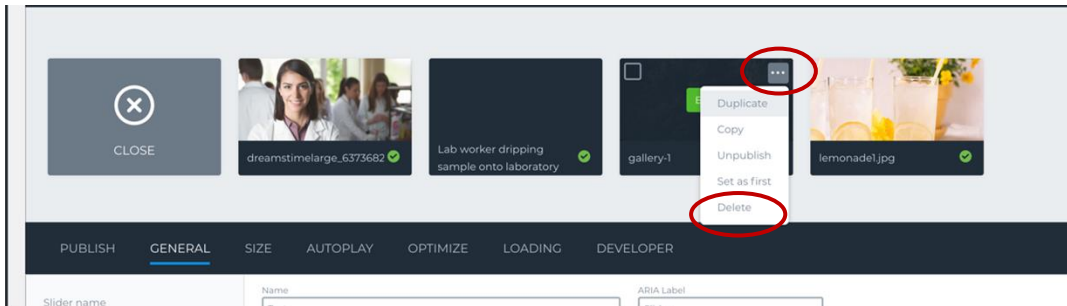 CLOSE
dreamstimelarge_6373682
Lab worker dripping
sample onto laboratory
gallery-1
Duplicate
Copy
Unpublish
Set as first
Delete
lemonade1.jpg
PUBLISH GENERAL SIZE AUTOPLAY OPTIMIZE LOADING DEVELOPER
Slider name
Name
ARIA Label